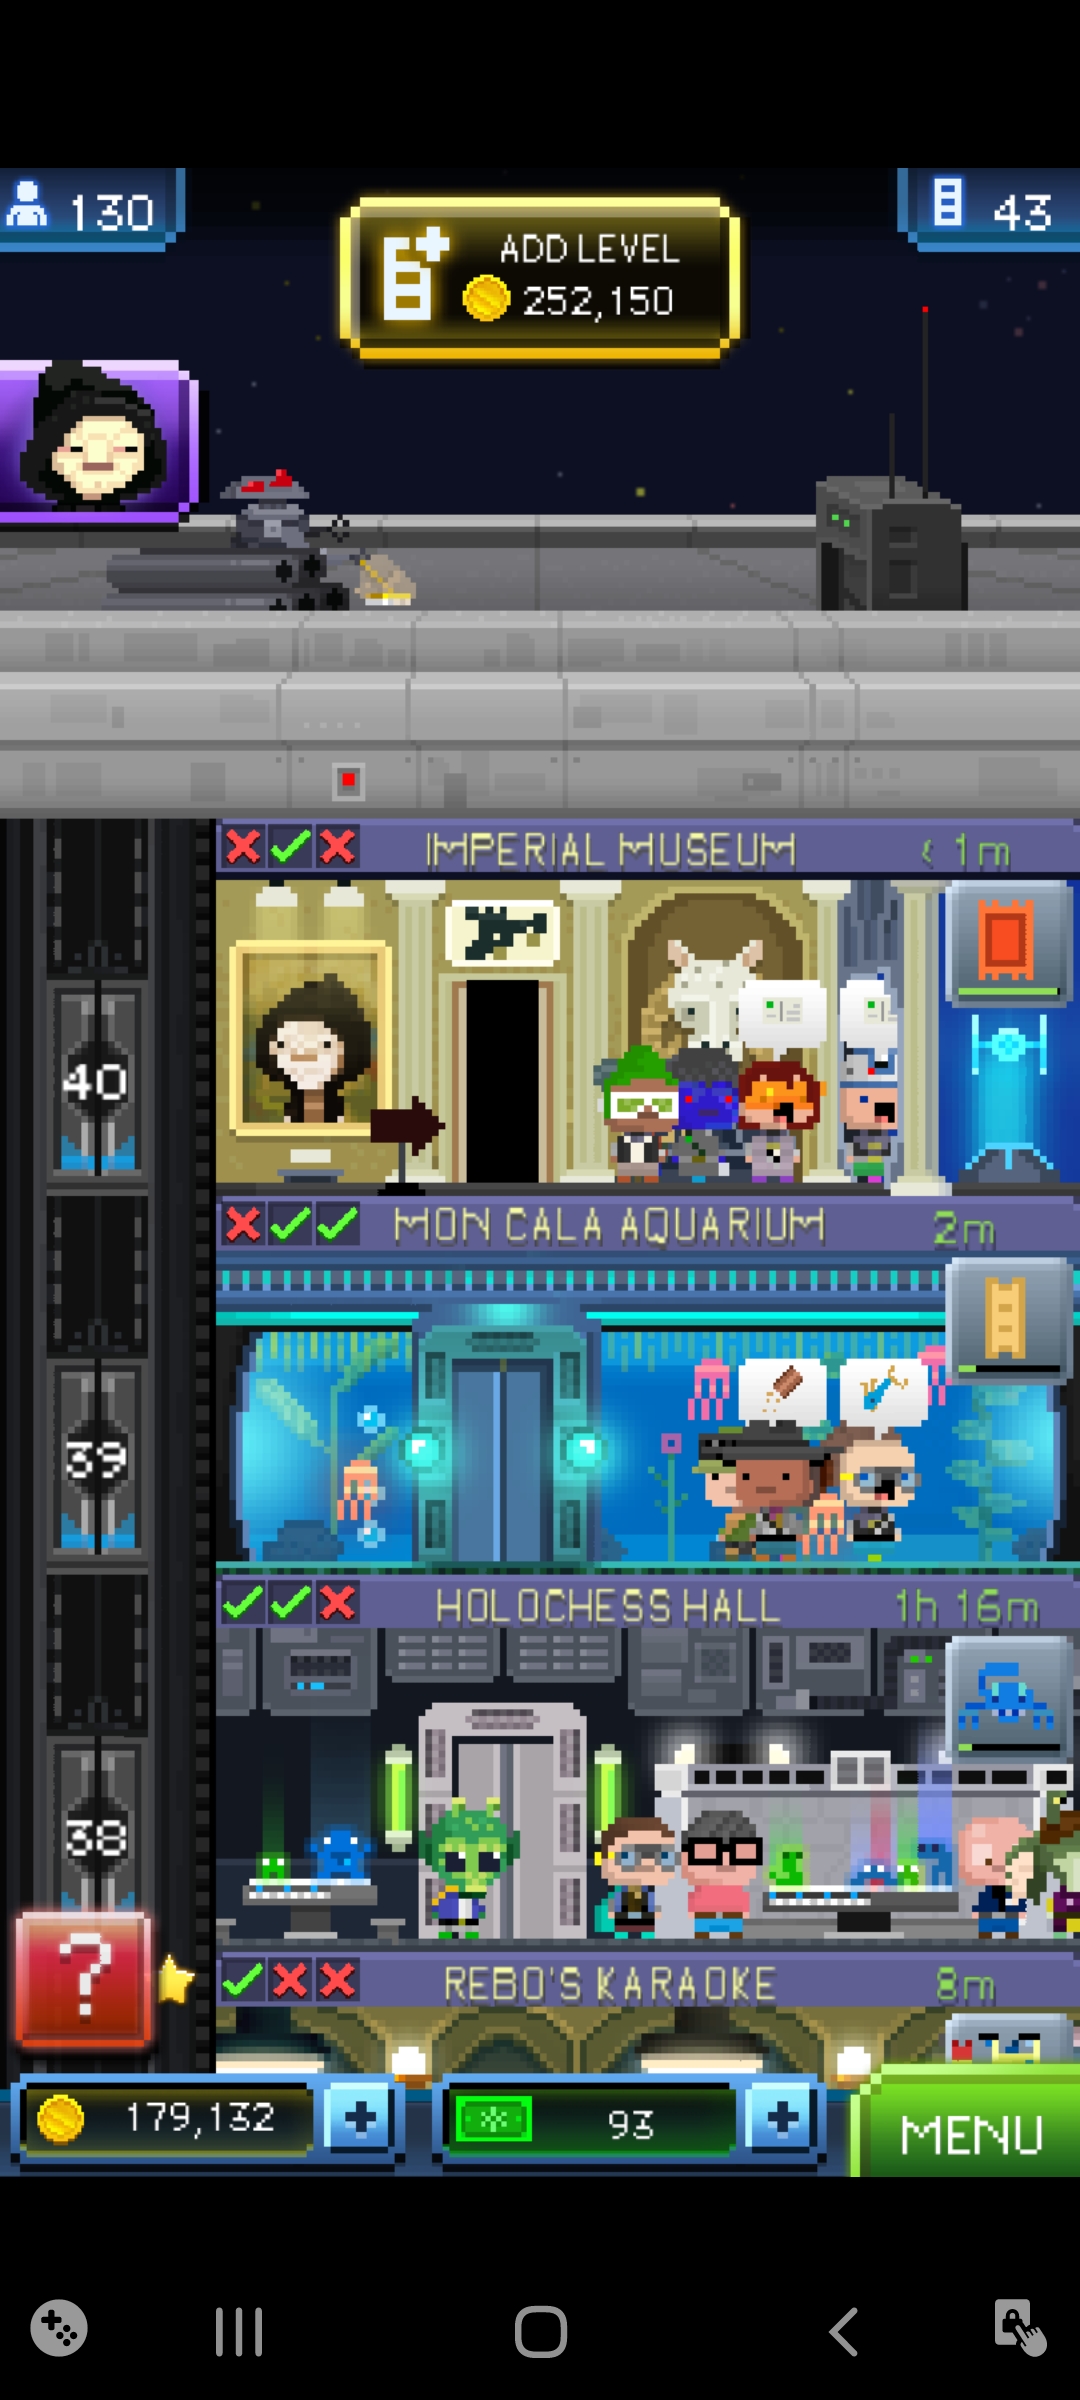 130
ADD LEVEL
252,150
43
IMPERIAL MUSEUM
< 1m
40
MON CALA AQUARIUM
2m
39
HOLOCHESS HALL
1h 16m
38
?
REBO'S KARAOKE
8m
179,132
+
93
+
MENU